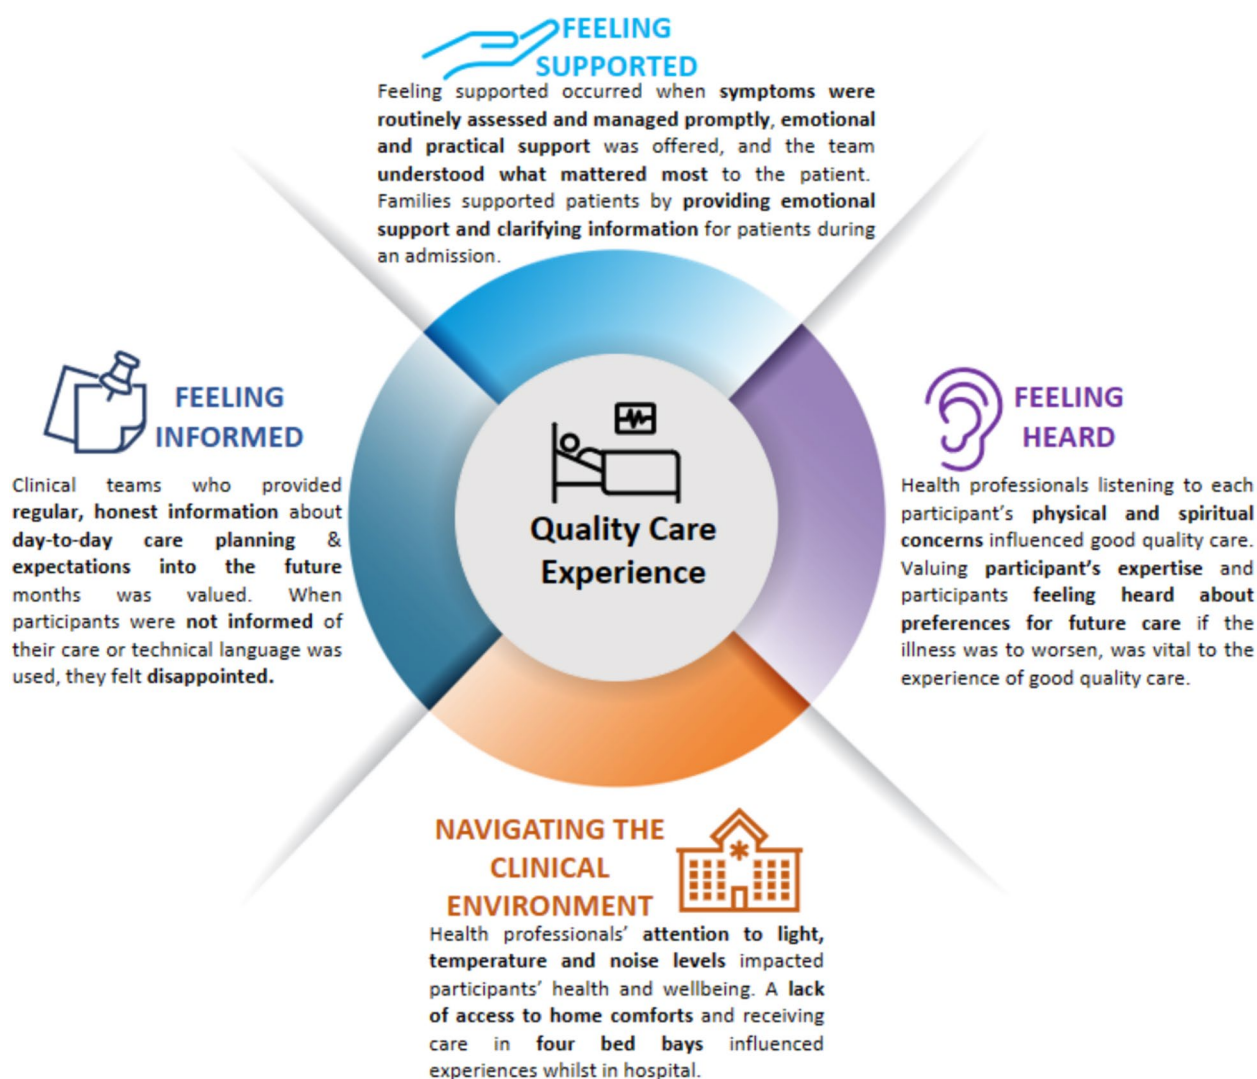 FEELING
SUPPORTED
Feeling supported occurred when symptoms were
routinely assessed and managed promptly, emotional
and practical support was offered, and the team
understood what mattered most to the patient.
Families supported patients by providing emotional
support and clarifying information for patients during
an admission.
FEELING
INFORMED
Clinical teams who provided
regular, honest information about
day-to-day care planning &
expectations into the future
months was valued. When
participants were not informed of
their care or technical language was
used, they felt disappointed.
Quality Care
Experience
FEELING
HEARD
Health professionals listening to each
participant's physical and spiritual
concerns influenced good quality care.
Valuing participant's expertise and
participants feeling heard about
preferences for future care if the
illness was to worsen, was vital to the
experience of good quality care.
NAVIGATING THE
CLINICAL
ENVIRONMENT
Health professionals' attention to light,
temperature and noise levels impacted
participants' health and wellbeing. A lack
of access to home comforts and receiving
care in four bed bays influenced
experiences whilst in hospital.